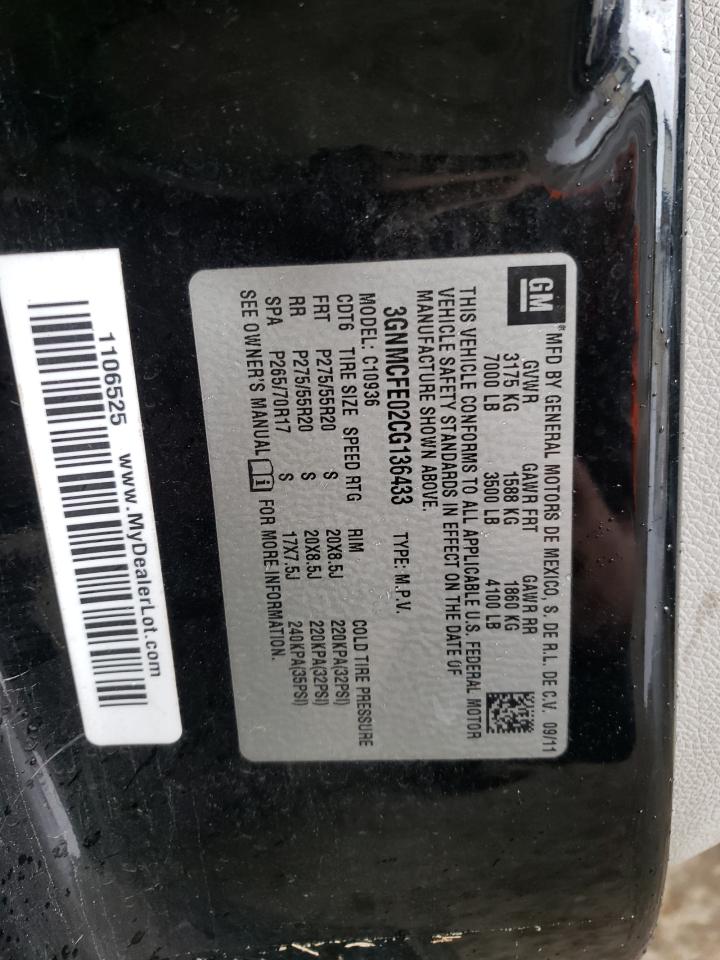 GM
MFD BY GENERAL MOTORS DE MEXICO, S. DE R.L. DE C.V. 09/11
GVWR GAWR FRT GAWR RR
3175 KG 1588 KG 1860 KG
7000 LB 3500 LB 4100 LB
THIS VEHICLE CONFORMS TO ALL APPLICABLE U.S. FEDERAL MOTOR
VEHICLE SAFETY STANDARDS IN EFFECT ON THE DATE OF
MANUFACTURE SHOWN ABOVE.
3GNMCFE02CG136433 TYPE: M.P.V.
MODEL: C10936
CDT6 TIRE SIZE SPEED RTG RIM COLD TIRE PRESSURE
FRT P275/55R20 S 20X8.5J 220KPA(32PSI)
RR P275/55R20 S 20X8.5J 220KPA(32PSI)
SPA P265/70R17 S 17X7.5J 240KPA(35PSI)
SEE OWNER'S MANUAL FOR MORE INFORMATION.
1106525 www.MyDealerLot.com